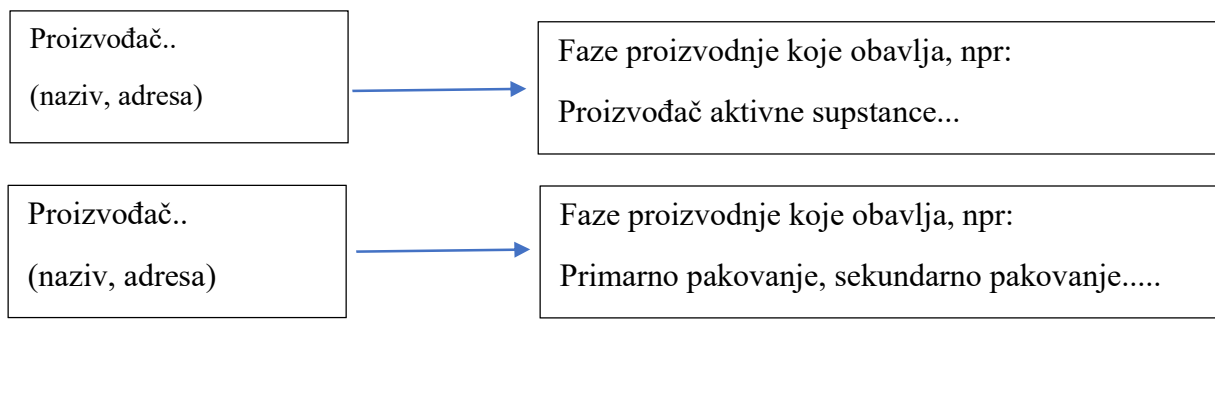 Proizvođač..
(naziv, adresa)
Faze proizvodnje koje obavlja, npr:
Proizvođač aktivne supstance...
Proizvođač..
(naziv, adresa)
Faze proizvodnje koje obavlja, npr:
Primarno pakovanje, sekundarno pakovanje.....